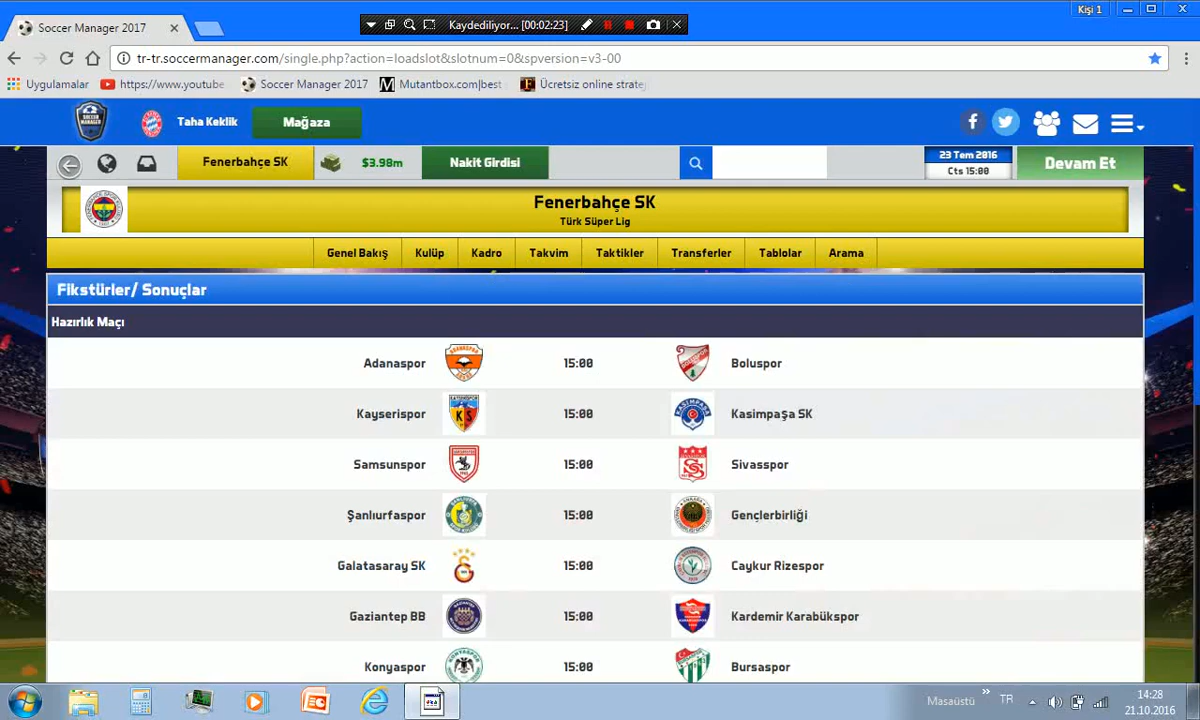 Soccer Manager 2017
Kaydediliyor... [00:02:23]
Kişi 1
tr-tr.soccermanager.com/single.php?action=loadslot&slotnum=0&spversion=v3-00
Uygulamalar
https://www.youtube
Soccer Manager 2017
Mutantbox.com|best
Ücretsiz online strate
Taha Keklik
Mağaza
Fenerbahçe SK
$3.98m
Nakit Girdisi
23 Tem 2016
Cts 15:00
Devam Et
Fenerbahçe SK
Türk Süper Lig
Genel Bakış Kulüp Kadro Takvim Taktikler Transferler Tablolar Arama
Fikstürler/ Sonuçlar
Hazırlık Maçı
Adanaspor 15:00 Boluspor
Kayserispor 15:00 Kasimpaşa SK
Samsunspor 15:00 Sivasspor
Şanlıurfaspor 15:00 Gençlerbirliği
Galatasaray SK 15:00 Caykur Rizespor
Gaziantep BB 15:00 Kardemir Karabükspor
Konyaspor 15:00 Bursaspor
Masaüstü
TR
14:28
21.10.2016